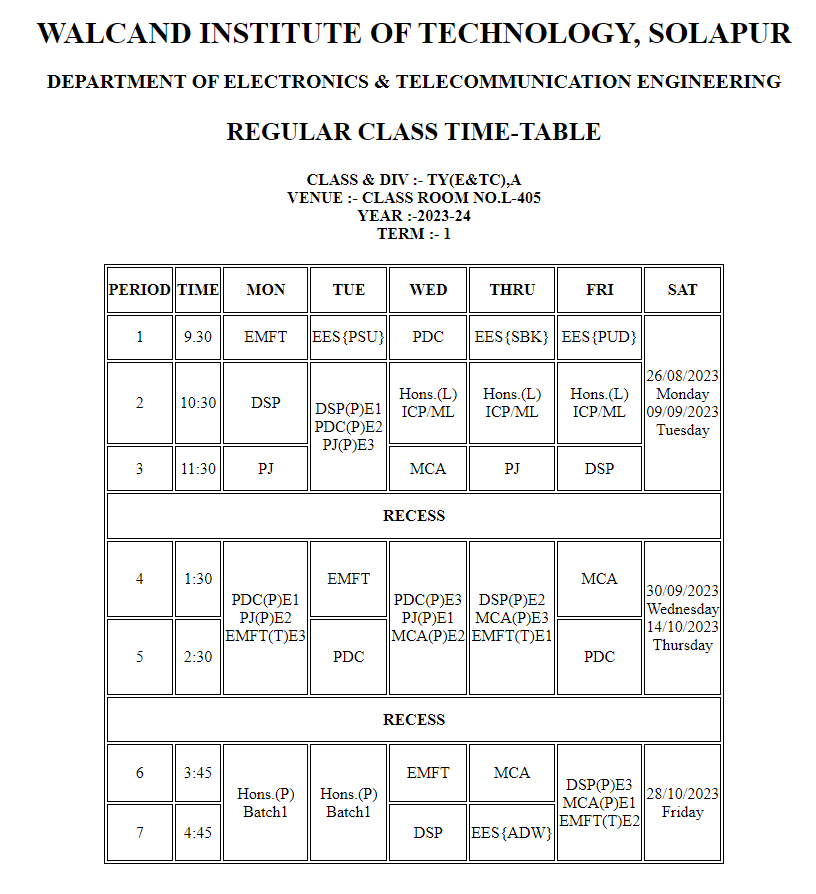 WALCAND INSTITUTE OF TECHNOLOGY, SOLAPUR
DEPARTMENT OF ELECTRONICS & TELECOMMUNICATION ENGINEERING
REGULAR CLASS TIME-TABLE
CLASS & DIV :- TY(E&TC),A
VENUE :- CLASS ROOM NO.L-405
YEAR :-2023-24
TERM :- 1
PERIOD TIME MON TUE WED THRU FRI SAT
1 9.30 EMFT EES{PSU} PDC EES{SBK} EES{PUD}
26/08/2023
Monday
09/09/2023
Tuesday
2 10:30 DSP
DSP(P)E1
PDC(P)E2
PJ(P)E3
Hons.(L)
ICP/ML
Hons.(L)
ICP/ML
Hons.(L)
ICP/ML
3 11:30 PJ MCA PJ DSP
RECESS
4 1:30
PDC(P)E1
PJ(P)E2
EMFT(T)E3
EMFT
PDC(P)E3
PJ(P)E1
MCA(P)E2
DSP(P)E2
MCA(P)E3
EMFT(T)E1
MCA
30/09/2023
Wednesday
14/10/2023
Thursday
5 2:30 PDC PDC
RECESS
6 3:45
Hons.(P)
Batch1
Hons.(P)
Batch1
EMFT MCA
DSP(P)E3
MCA(P)E1
EMFT(T)E2
28/10/2023
Friday
7 4:45 DSP EES{ADW}